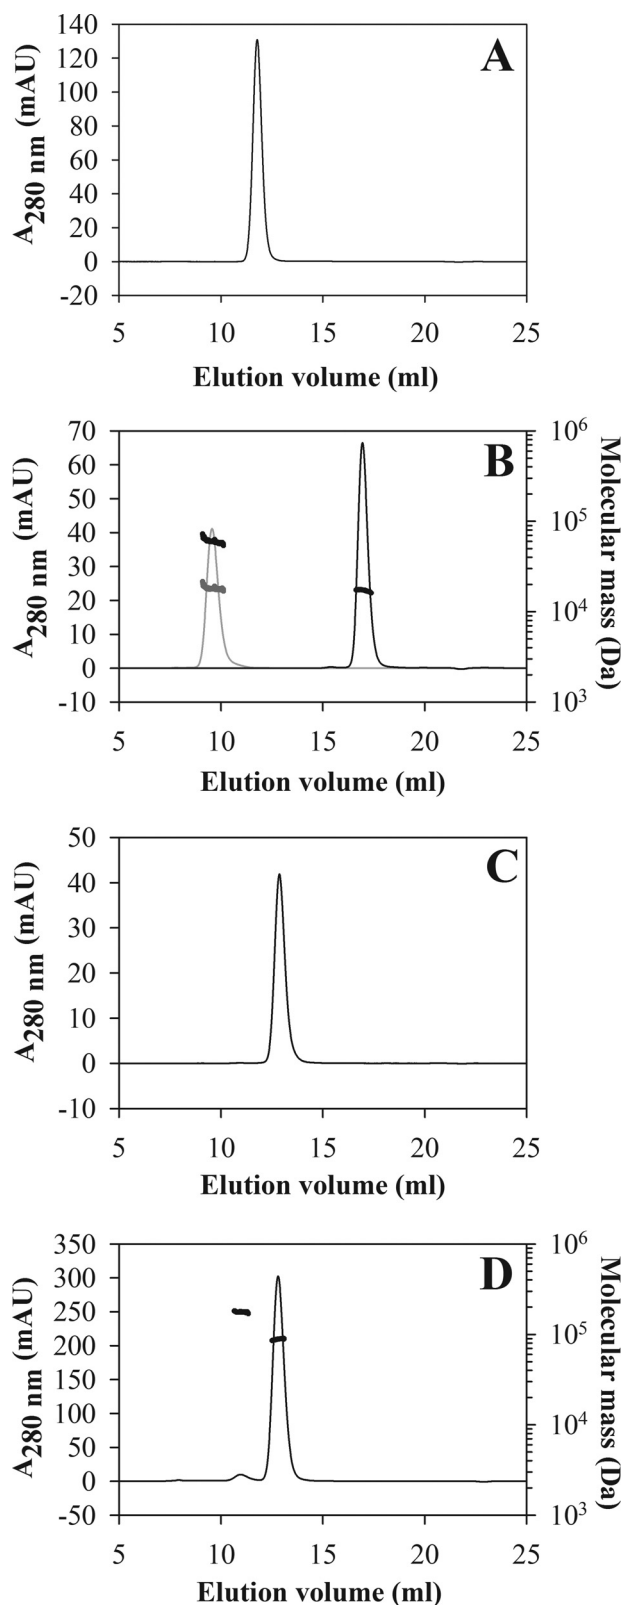 A
A280 nm (mAU)
140
120
100
80
60
40
20
0
-20
5 10 15 20 25
Elution volume (ml)
B
A280 nm (mAU)
70
60
50
40
30
20
10
0
-10
10^6
10^5
10^4
10^3
Molecular mass (Da)
5 10 15 20 25
Elution volume (ml)
C
A280 nm (mAU)
50
40
30
20
10
0
-10
5 10 15 20 25
Elution volume (ml)
D
A280 nm (mAU)
350
300
250
200
150
100
50
0
-50
10^6
10^5
10^4
10^3
Molecular mass (Da)
5 10 15 20 25
Elution volume (ml)